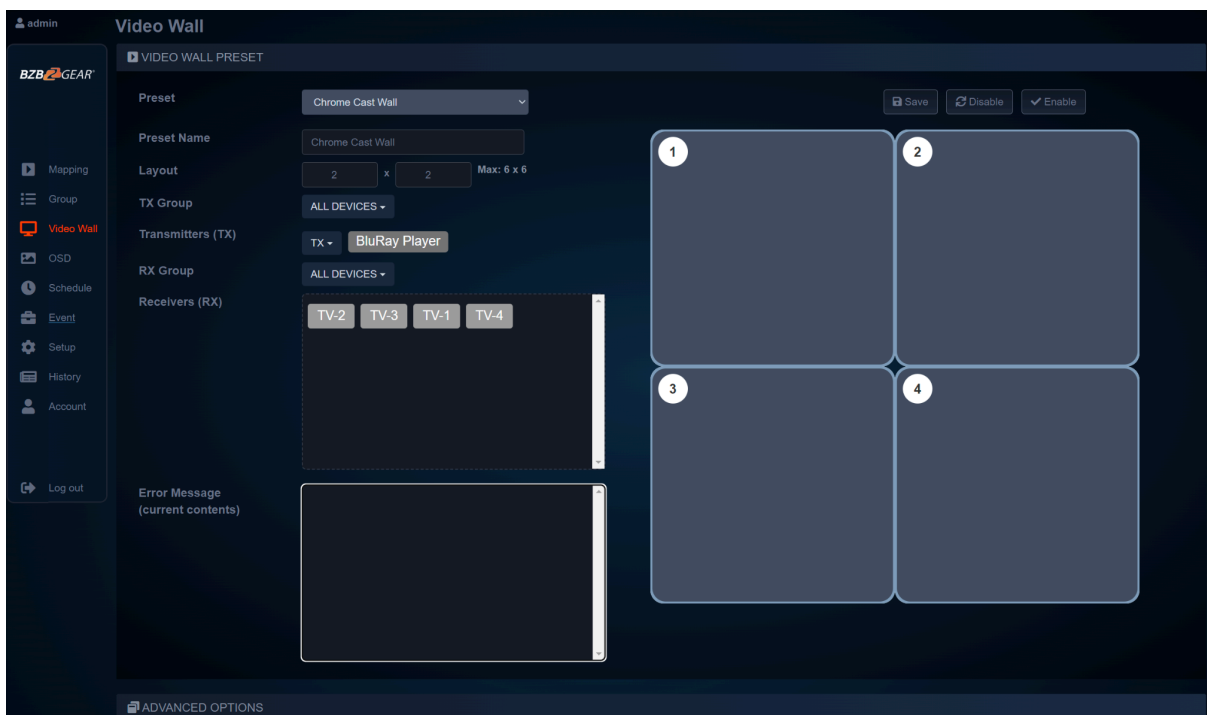 admin
Video Wall
BZBGEAR
VIDEO WALL PRESET
Preset
Chrome Cast Wall
Save
Disable
Enable
Preset Name
Chrome Cast Wall
Layout
2 x 2 Max: 6 x 6
TX Group
ALL DEVICES
Transmitters (TX)
TX
BluRay Player
RX Group
ALL DEVICES
Receivers (RX)
TV-2 TV-3 TV-1 TV-4
Error Message
(current contents)
1 2
3 4
Mapping
Group
Video Wall
OSD
Schedule
Event
Setup
History
Account
Log out
ADVANCED OPTIONS